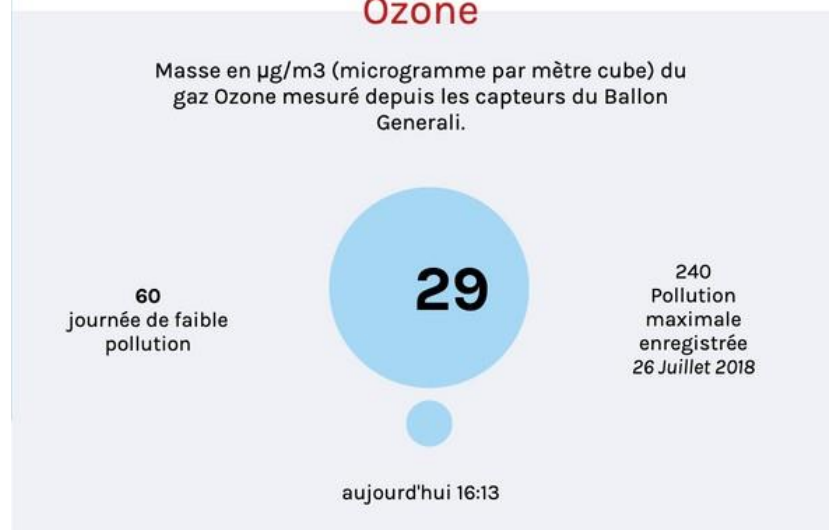 Ozone
Masse en µg/m3 (microgramme par mètre cube) du
gaz Ozone mesuré depuis les capteurs du Ballon
Generali.
60
journée de faible
pollution
29
240
Pollution
maximale
enregistrée
26 Juillet 2018
aujourd'hui 16:13